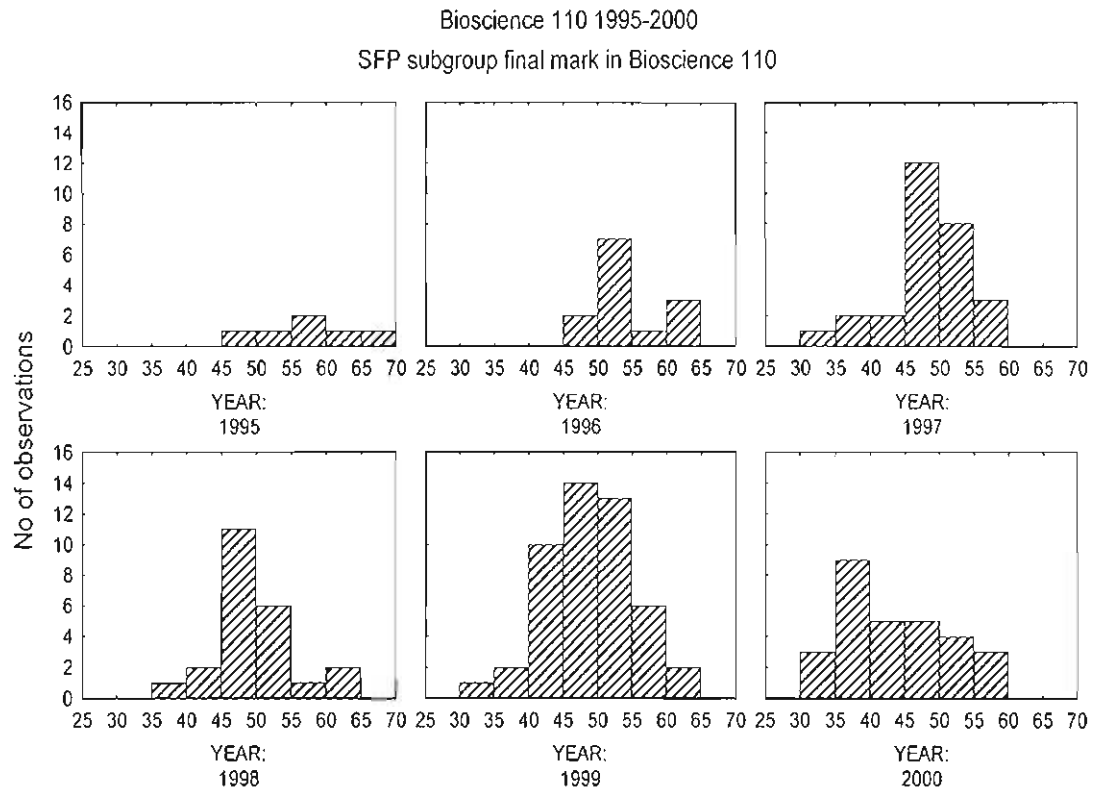 Bioscience 110 1995-2000
SFP subgroup final mark in Bioscience 110
No of observations
16
14
12
10
8
6
4
2
0
25 30 35 40 45 50 55 60 65 70
YEAR:
1995
25 30 35 40 45 50 55 60 65 70
YEAR:
1996
25 30 35 40 45 50 55 60 65 70
YEAR:
1997
16
14
12
10
8
6
4
2
0
25 30 35 40 45 50 55 60 65 70
YEAR:
1998
25 30 35 40 45 50 55 60 65 70
YEAR:
1999
25 30 35 40 45 50 55 60 65 70
YEAR:
2000